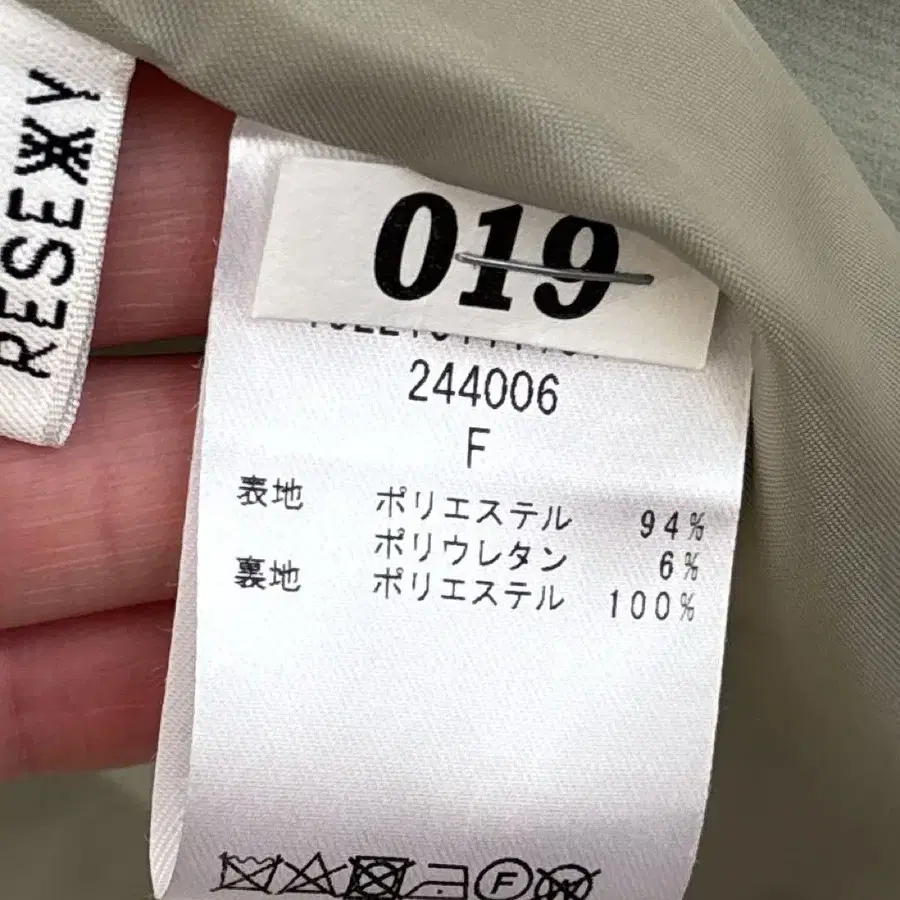 RESEXXY
019
244006
F
表地 ポリエステル 94%
ポリウレタン 6%
裏地 ポリエステル 100%
F